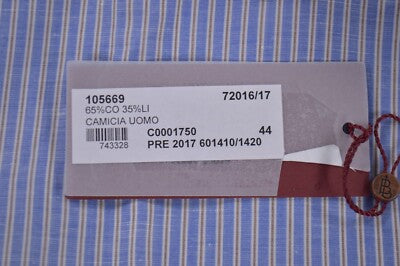 105669 72016/17
65%CO 35%LI
CAMICIA UOMO
C0001750 44
743328 PRE 2017 601410/1420